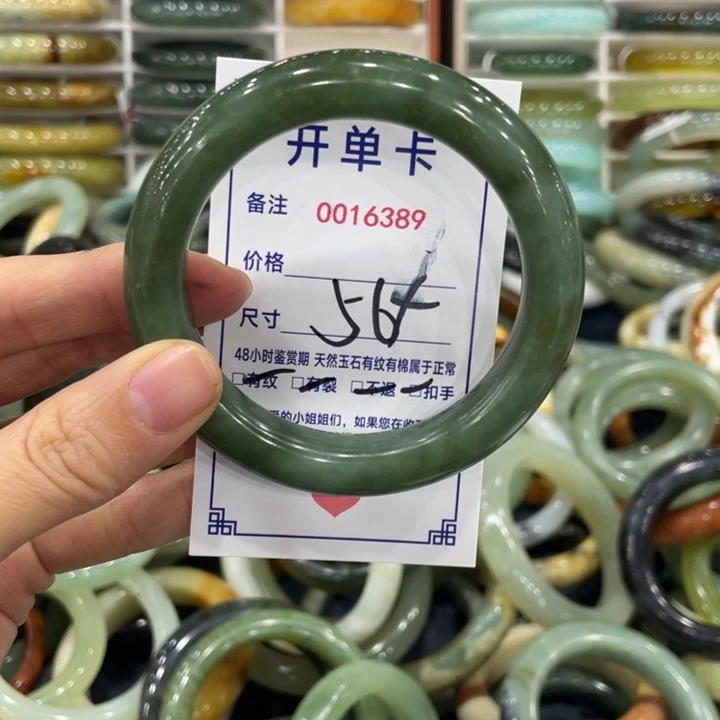 开单卡
备注 0016389
价格
尺寸 56
48小时鉴赏期 天然玉石有纹有棉属于正常
□有纹 □有裂 □不退 □扣手
爱的小姐姐们,如果您在收